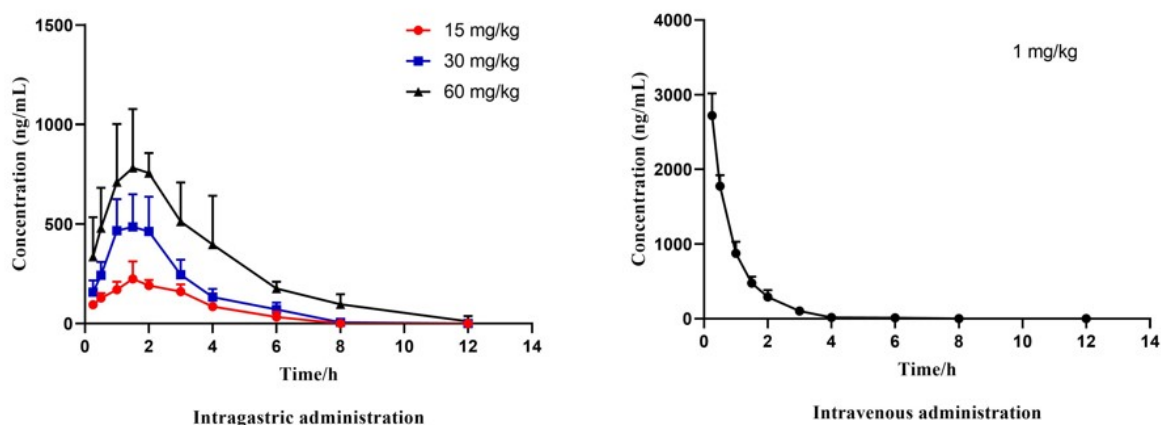 1500
1000
500
0
Concentration (ng/mL)
15 mg/kg
30 mg/kg
60 mg/kg
0 2 4 6 8 10 12 14
Time/h
Intragastric administration
4000
3000
2000
1000
0
Concentration (ng/mL)
1 mg/kg
0 2 4 6 8 10 12 14
Time/h
Intravenous administration